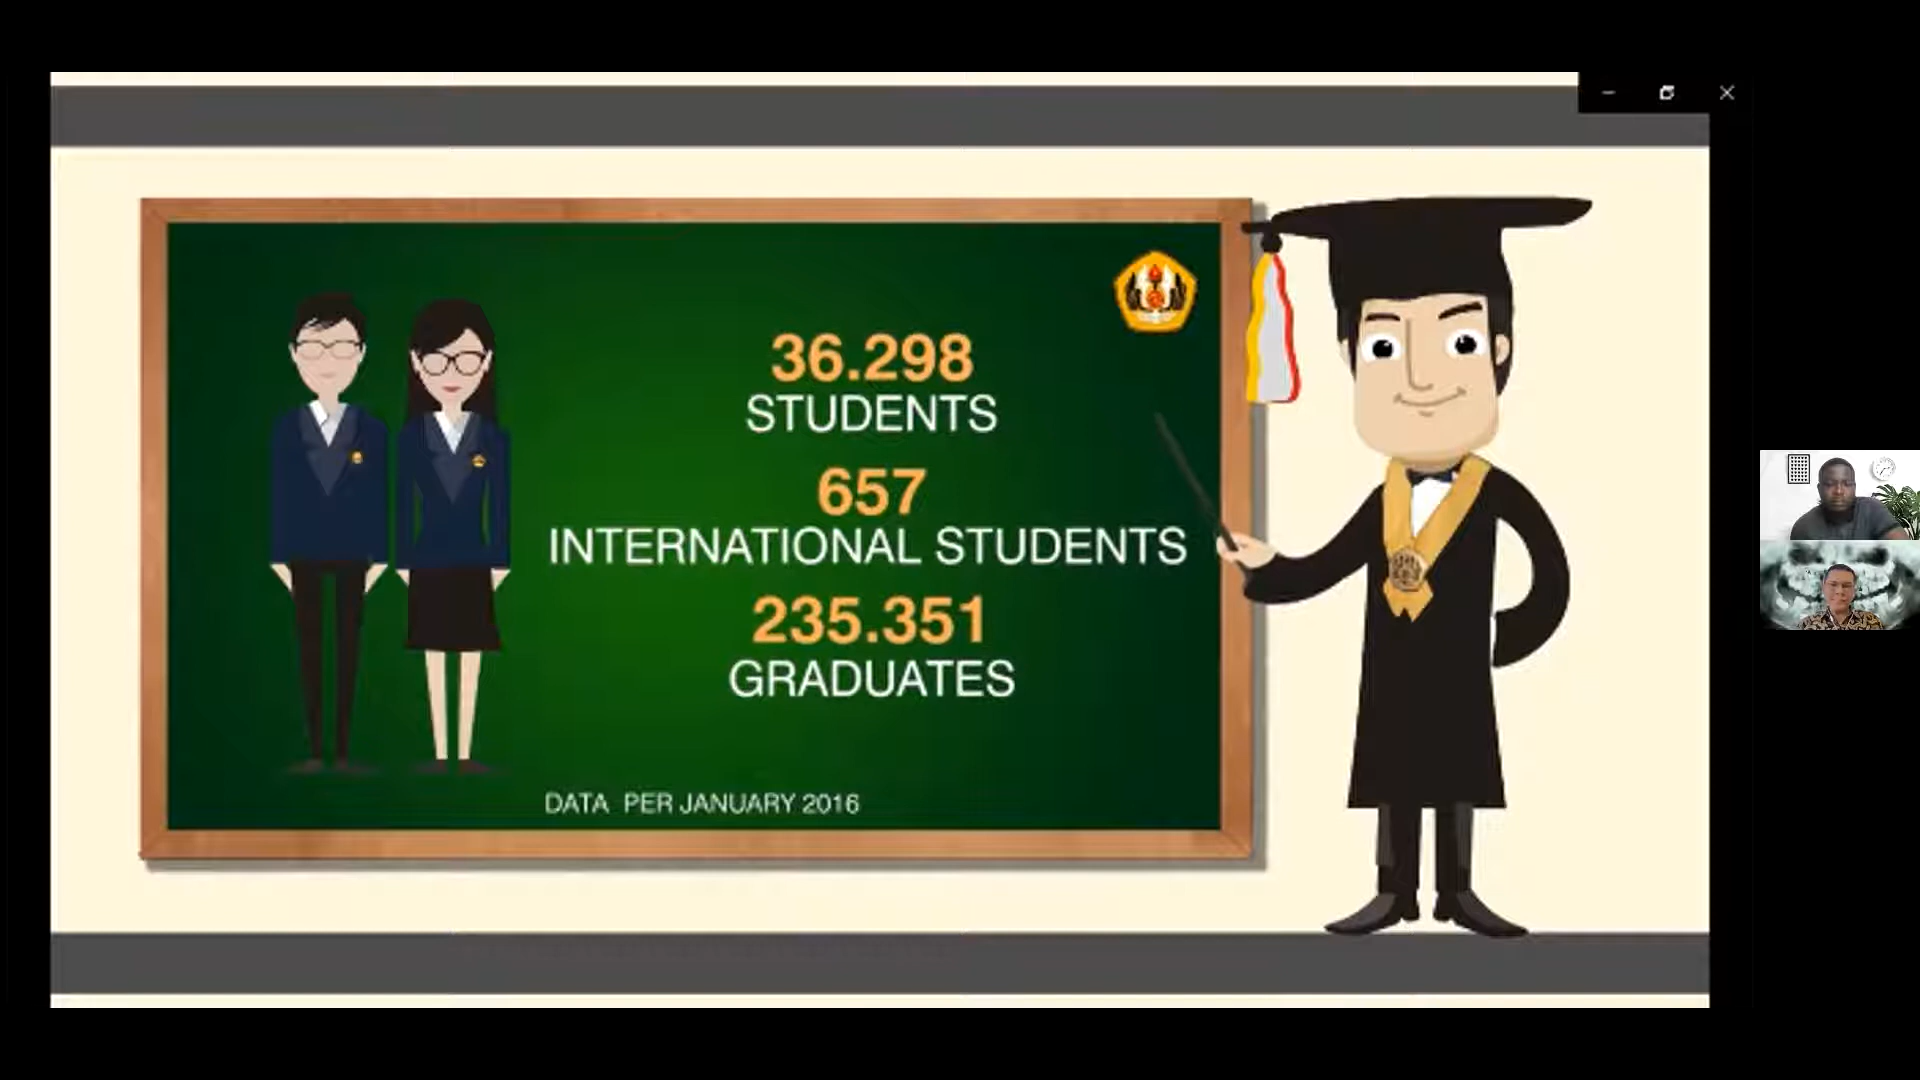 36.298
STUDENTS
657
INTERNATIONAL STUDENTS
235.351
GRADUATES
DATA PER JANUARY 2016